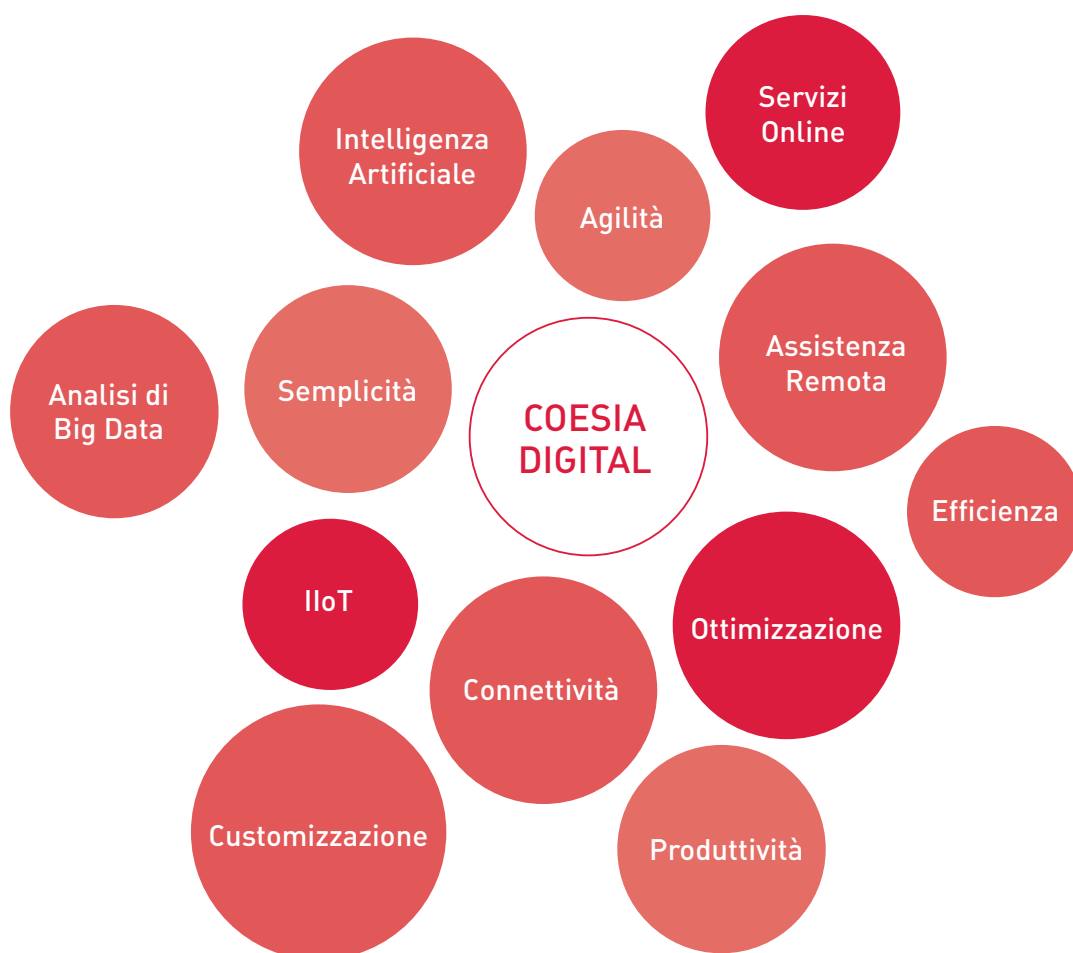 Servizi
Online
Intelligenza
Artificiale
Agilità
Assistenza
Remota
Semplicità
Analisi di
Big Data
COESIA
DIGITAL
Efficienza
IIoT
Ottimizzazione
Connettività
Customizzazione
Produttività